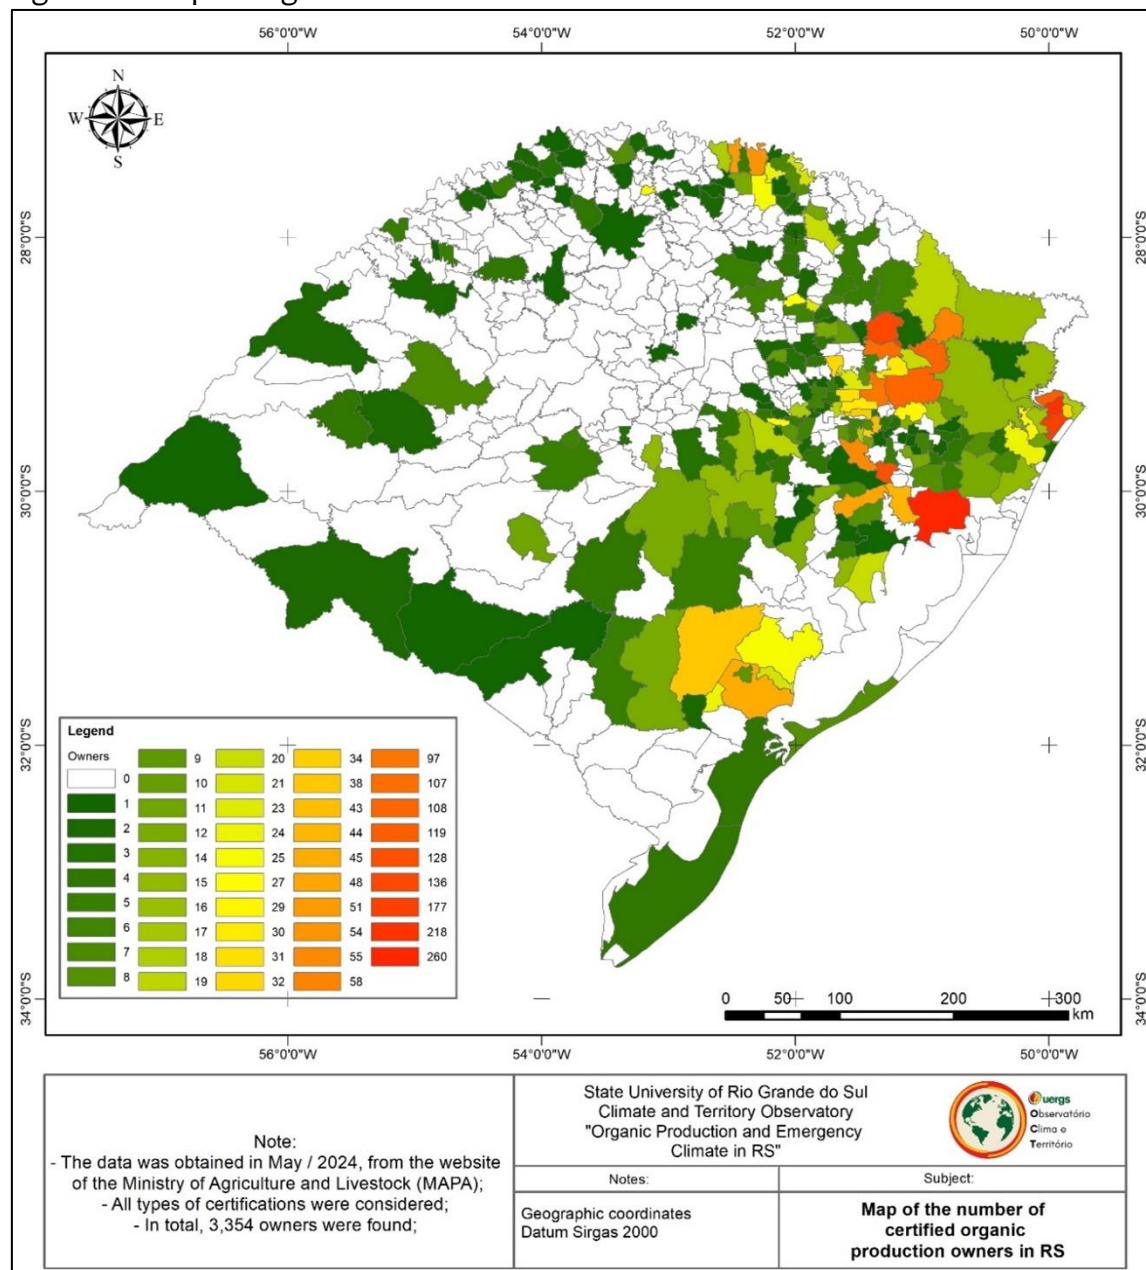 56°0'0"W 54°0'0"W 52°0'0"W 50°0'0"W
N
W E
S
28°0'0"S 28°0'0"S
30°0'0"S 30°0'0"S
32°0'0"S 32°0'0"S
34°0'0"S 34°0'0"S
Legend
Owners
0
1
2
3
4
5
6
7
8
9
10
11
12
14
15
16
17
18
19
20
21
23
24
25
27
29
30
31
32
34
38
43
44
45
48
51
54
55
58
97
107
108
119
128
136
177
218
260
0 50 100 200 300
km
56°0'0"W 54°0'0"W 52°0'0"W 50°0'0"W
Note:
- The data was obtained in May / 2024, from the website
of the Ministry of Agriculture and Livestock (MAPA);
- All types of certifications were considered;
- In total, 3,354 owners were found;
State University of Rio Grande do Sul
Climate and Territory Observatory
"Organic Production and Emergency
Climate in RS"
uergs
Observatório
Clima e
Território
Notes:
Geographic coordinates
Datum Sirgas 2000
Subject:
Map of the number of
certified organic
production owners in RS